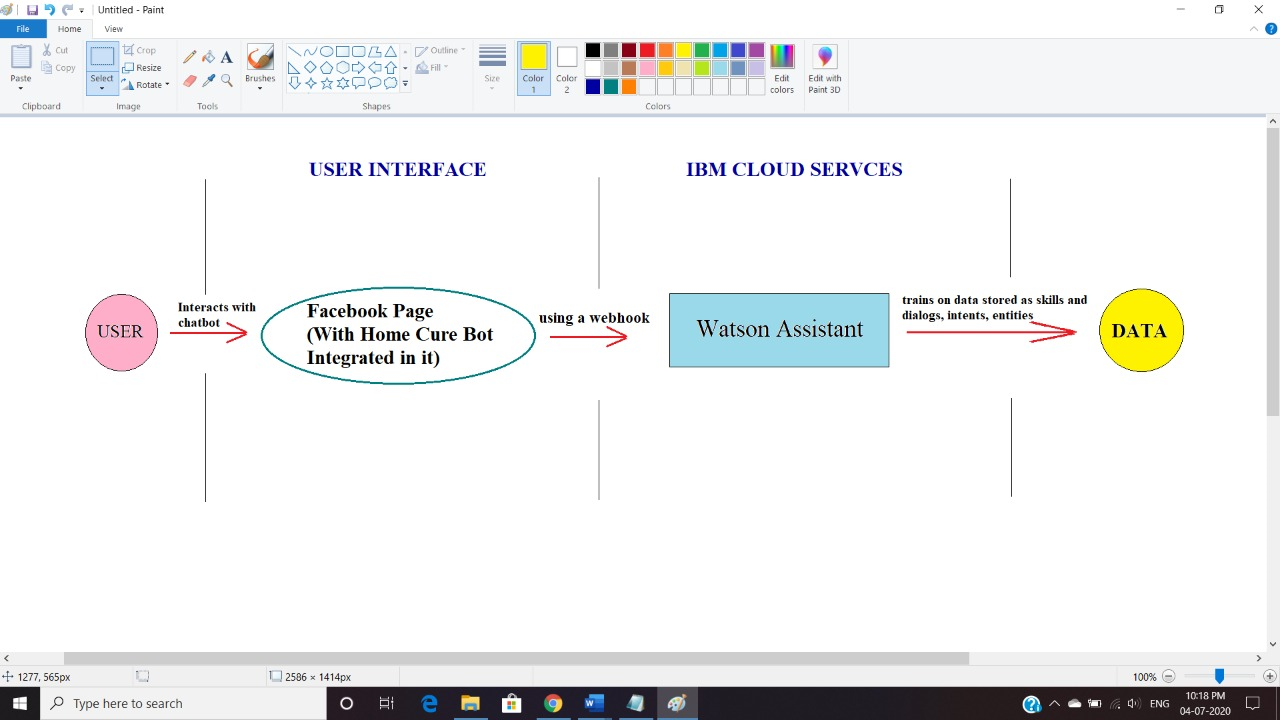 Untitled - Paint
File
Home
View
Paste
Cut
Copy
Clipboard
Select
Crop
Resize
Rotate
Image
A
Tools
Brushes
Outline
Fill
Shapes
Size
Color
1
Color
2
Edit
colors
Colors
Edit with
Paint 3D
USER INTERFACE
IBM CLOUD SERVCES
USER
Interacts with
chatbot
Facebook Page
(With Home Cure Bot
Integrated in it)
using a webhook
Watson Assistant
trains on data stored as skills and
dialogs, intents, entities
DATA
1277, 565px
2586 × 1414px
100%
Type here to search
ENG
10:18 PM
04-07-2020